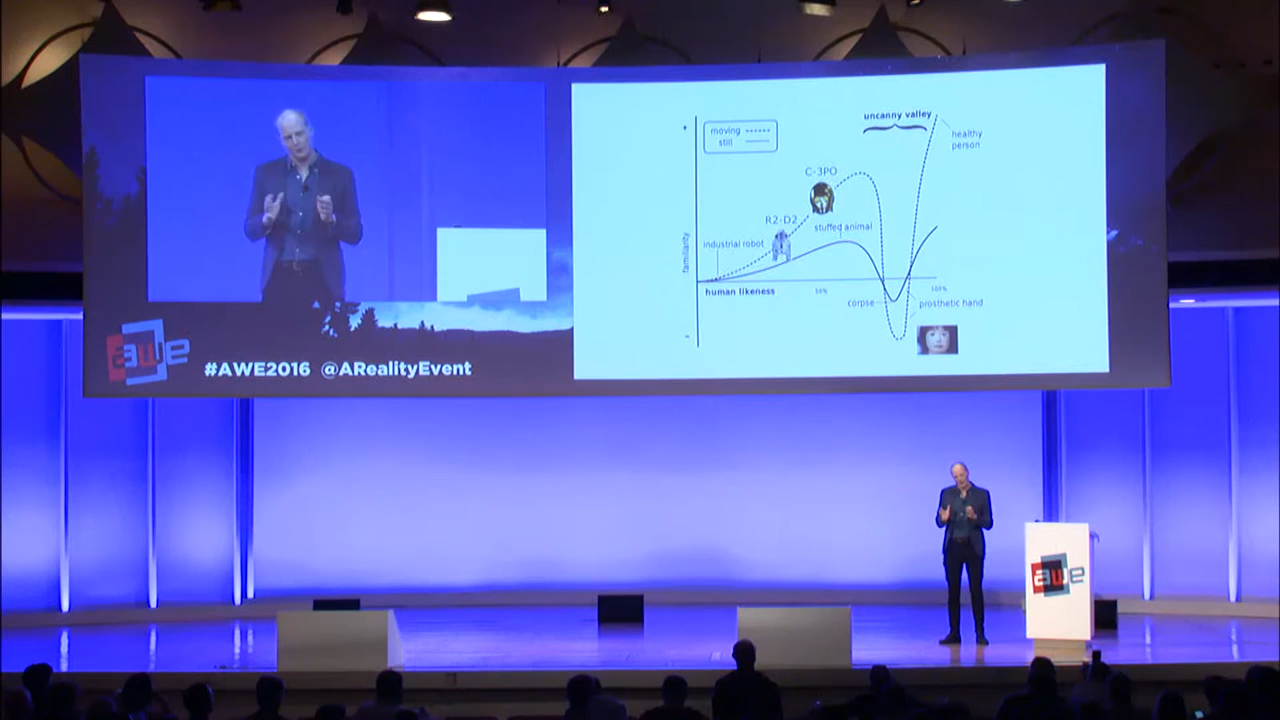 uncanny valley
+
moving
still
healthy
person
C-3PO
R2-D2
stuffed animal
industrial robot
familiarity
human likeness
50%
100%
corpse
prosthetic hand
-
awe
#AWE2016 @ARealityEvent
awe